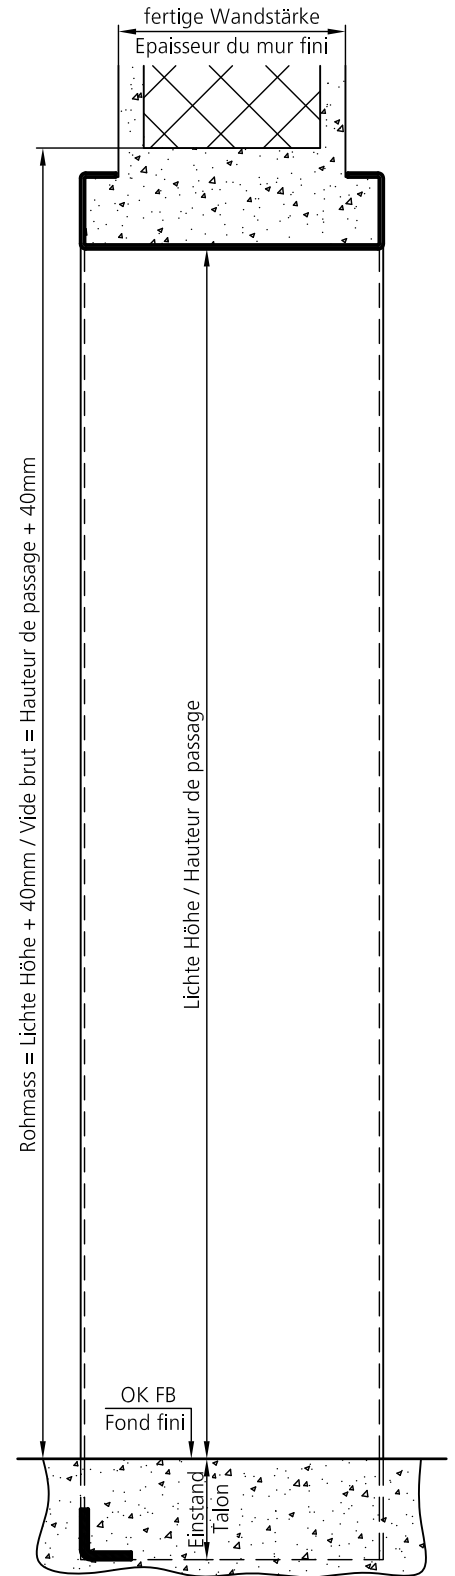 fertige Wandstärke
Epaisseur du mur fini
Rohmass = Lichte Höhe + 40mm / Vide brut = Hauteur de passage + 40mm
Lichte Höhe / Hauteur de passage
OK FB
Fond fini
Einstand
Talon